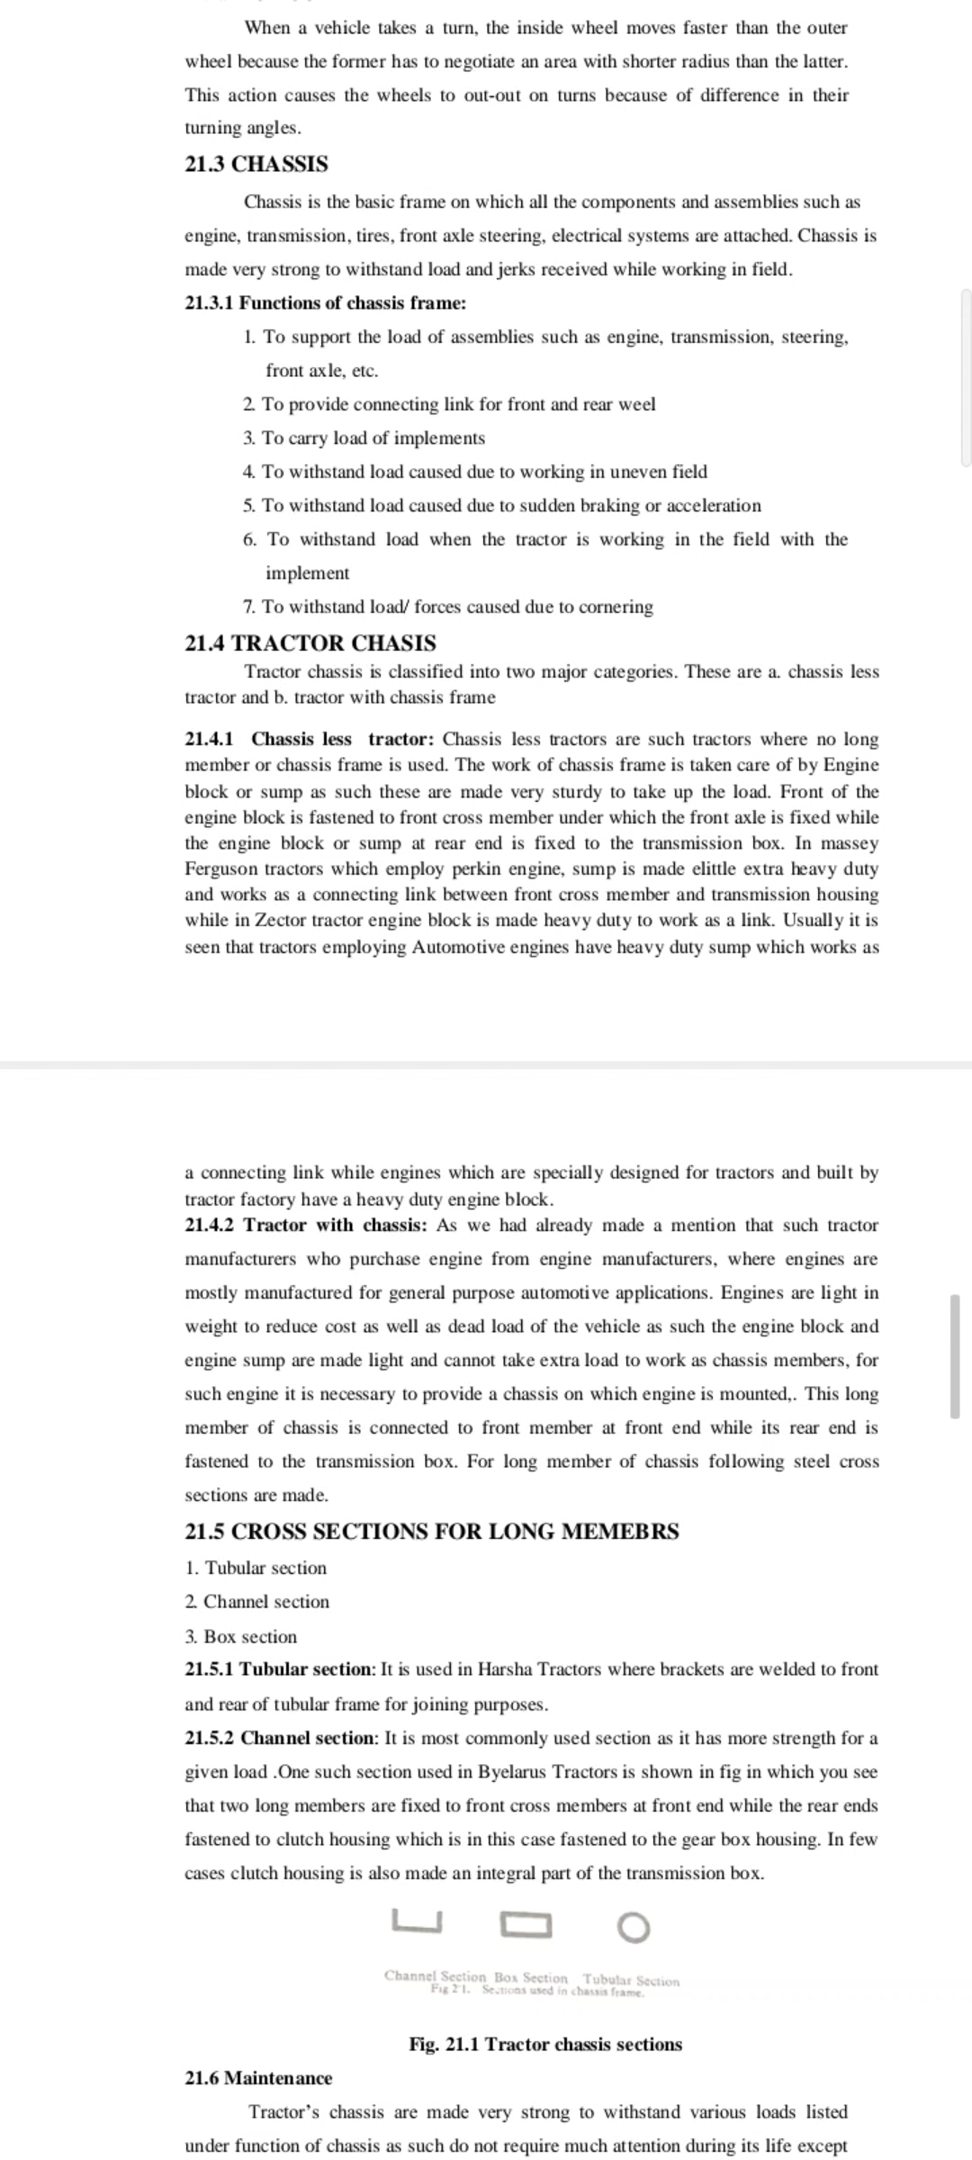 When a vehicle takes a turn, the inside wheel moves faster than the outer
wheel because the former has to negotiate an area with shorter radius than the latter.
This action causes the wheels to out-out on turns because of difference in their
turning angles.
21.3 CHASSIS
Chassis is the basic frame on which all the components and assemblies such as
engine, transmission, tires, front axle steering, electrical systems are attached. Chassis is
made very strong to withstand load and jerks received while working in field.
21.3.1 Functions of chassis frame:
1. To support the load of assemblies such as engine, transmission, steering,
front axle, etc.
2. To provide connecting link for front and rear weel
3. To carry load of implements
4. To withstand load caused due to working in uneven field
5. To withstand load caused due to sudden braking or acceleration
6. To withstand load when the tractor is working in the field with the
implement
7. To withstand load/ forces caused due to cornering
21.4 TRACTOR CHASIS
Tractor chassis is classified into two major categories. These are a. chassis less
tractor and b. tractor with chassis frame
21.4.1 Chassis less tractor: Chassis less tractors are such tractors where no long
member or chassis frame is used. The work of chassis frame is taken care of by Engine
block or sump as such these are made very sturdy to take up the load. Front of the
engine block is fastened to front cross member under which the front axle is fixed while
the engine block or sump at rear end is fixed to the transmission box. In massey
Ferguson tractors which employ perkin engine, sump is made elittle extra heavy duty
and works as a connecting link between front cross member and transmission housing
while in Zector tractor engine block is made heavy duty to work as a link. Usually it is
seen that tractors employing Automotive engines have heavy duty sump which works as
a connecting link while engines which are specially designed for tractors and built by
tractor factory have a heavy duty engine block.
21.4.2 Tractor with chassis: As we had already made a mention that such tractor
manufacturers who purchase engine from engine manufacturers, where engines are
mostly manufactured for general purpose automotive applications. Engines are light in
weight to reduce cost as well as dead load of the vehicle as such the engine block and
engine sump are made light and cannot take extra load to work as chassis members, for
such engine it is necessary to provide a chassis on which engine is mounted,. This long
member of chassis is connected to front member at front end while its rear end is
fastened to the transmission box. For long member of chassis following steel cross
sections are made.
21.5 CROSS SECTIONS FOR LONG MEMEBRS
1. Tubular section
2. Channel section
3. Box section
21.5.1 Tubular section: It is used in Harsha Tractors where brackets are welded to front
and rear of tubular frame for joining purposes.
21.5.2 Channel section: It is most commonly used section as it has more strength for a
given load .One such section used in Byelarus Tractors is shown in fig in which you see
that two long members are fixed to front cross members at front end while the rear ends
fastened to clutch housing which is in this case fastened to the gear box housing. In few
cases clutch housing is also made an integral part of the transmission box.
Channel Section Box Section Tubular Section
Fig 21. Sections used in chassis frame.
Fig. 21.1 Tractor chassis sections
21.6 Maintenance
Tractor's chassis are made very strong to withstand various loads listed
under function of chassis as such do not require much attention during its life except